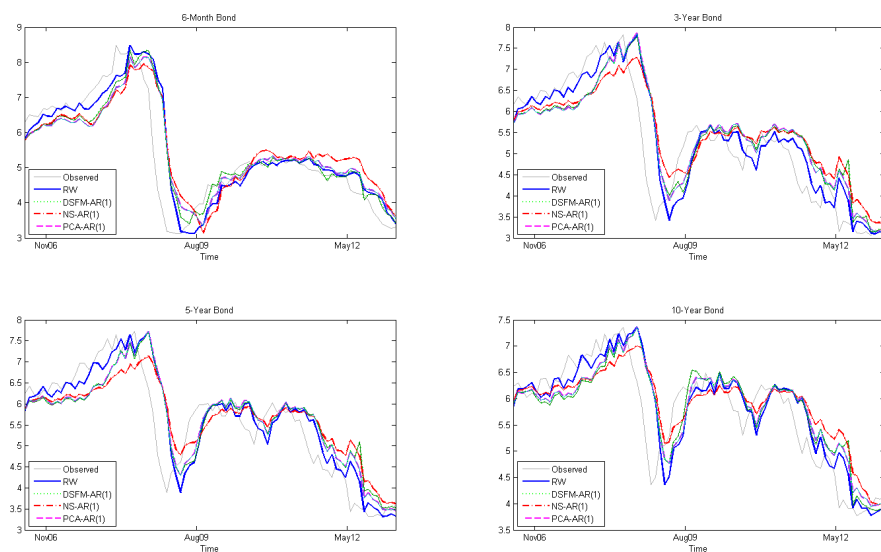 6-Month Bond
9
8
7
6
5
4
3
Nov06
Aug09
May12
Time
Observed
RW
DSFM-AR(1)
NS-AR(1)
PCA-AR(1)
3-Year Bond
8
7.5
7
6.5
6
5.5
5
4.5
4
3.5
3
Nov06
Aug09
May12
Time
Observed
RW
DSFM-AR(1)
NS-AR(1)
PCA-AR(1)
5-Year Bond
8
7.5
7
6.5
6
5.5
5
4.5
4
3.5
3
Nov06
Aug09
May12
Time
Observed
RW
DSFM-AR(1)
NS-AR(1)
PCA-AR(1)
10-Year Bond
7.5
7
6.5
6
5.5
5
4.5
4
3.5
Nov06
Aug09
May12
Time
Observed
RW
DSFM-AR(1)
NS-AR(1)
PCA-AR(1)